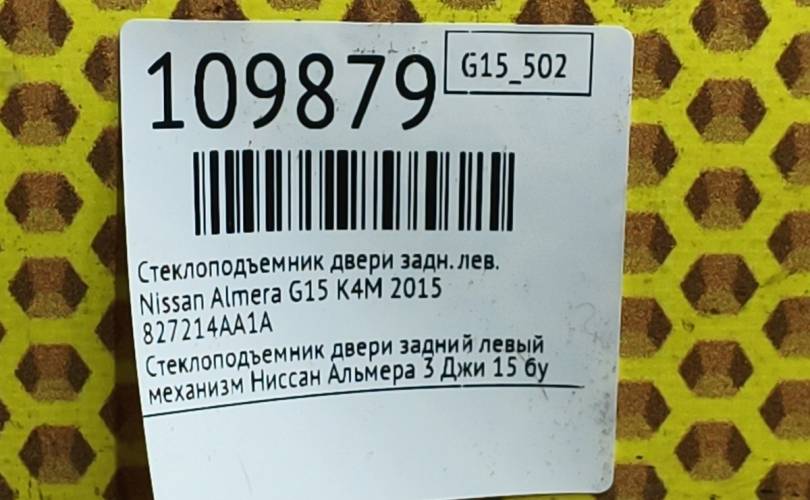 109879
G15_502
Стеклоподъемник двери задн. лев.
Nissan Almera G15 K4M 2015
827214AA1A
Стеклоподъемник двери задний левый
механизм Ниссан Альмера 3 Джи 15 бу